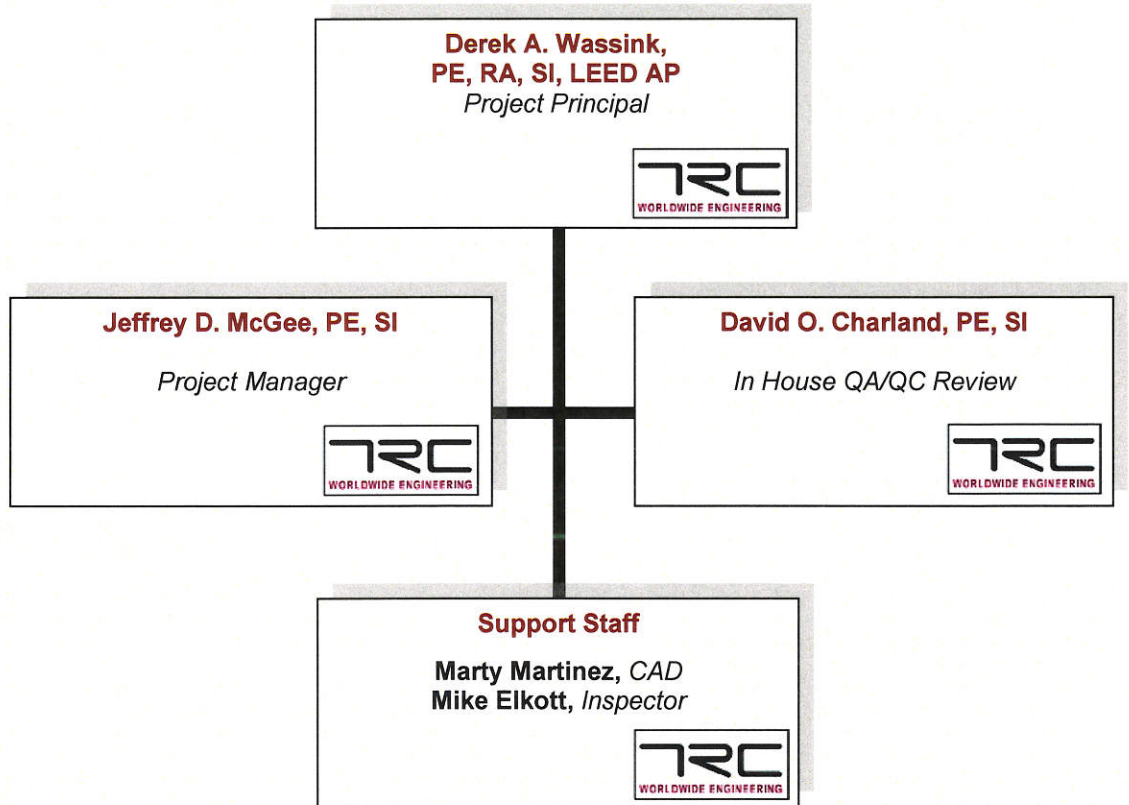 Derek A. Wassink,
PE, RA, SI, LEED AP
Project Principal
TRC
WORLDWIDE ENGINEERING
Jeffrey D. McGee, PE, SI
Project Manager
TRC
WORLDWIDE ENGINEERING
David O. Charland, PE, SI
In House QA/QC Review
TRC
WORLDWIDE ENGINEERING
Support Staff
Marty Martinez, CAD
Mike Elkott, Inspector
TRC
WORLDWIDE ENGINEERING